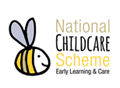 National
CHILDCARE
Scheme
Early Learning & Care